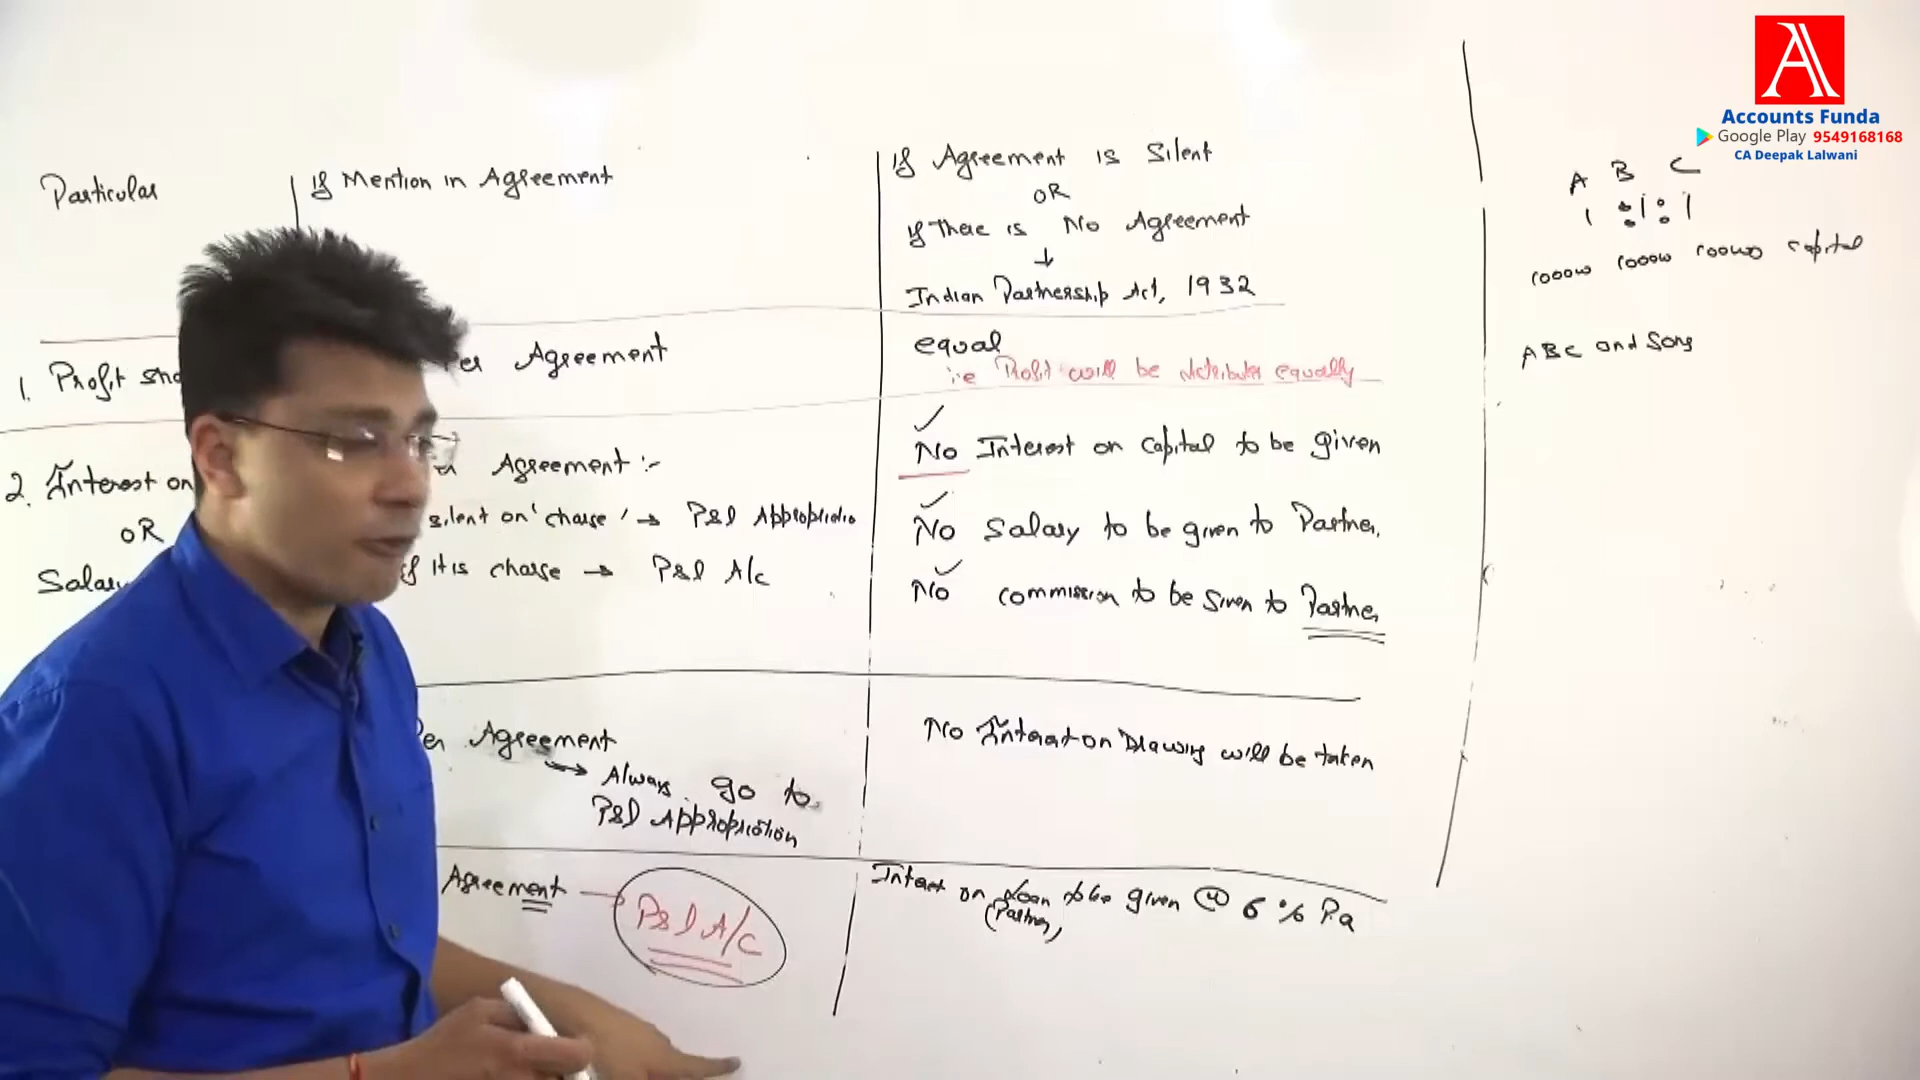 Accounts Funda
Google Play 9549168168
CA Deepak Lalwani
Particular
If Mention in Agreement
If Agreement is Silent
OR
If There is No Agreement
Indian Partnership Act, 1932
1. Profit sha
Per Agreement
equal
i.e Profit will be equally
2. Interest on
OR
Salary
Agreement :-
silent on 'charge' → P&L
If it is charge → P&L A/c
No Interest on capital to be given
No Salary to be given to Partner.
No commission to be given to Partner
Per Agreement
→ Always go to
P&L Appropriation
No Interest on Drawing will be taken
Agreement — P&L A/c
Interest on Loan to be given @ 6% P.a
(Partner)
A B C
1 : 1 : 1
capital
ABC and Sons